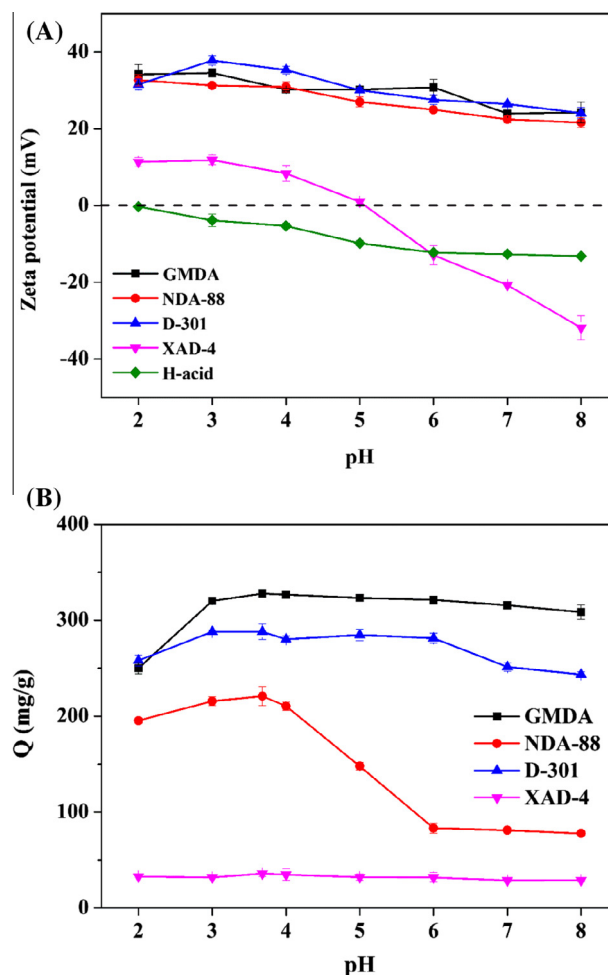 (A)
Zeta potential (mV)
40
20
0
-20
-40
GMDA
NDA-88
D-301
XAD-4
H-acid
2 3 4 5 6 7 8
pH
(B)
Q (mg/g)
400
300
200
100
0
GMDA
NDA-88
D-301
XAD-4
2 3 4 5 6 7 8
pH